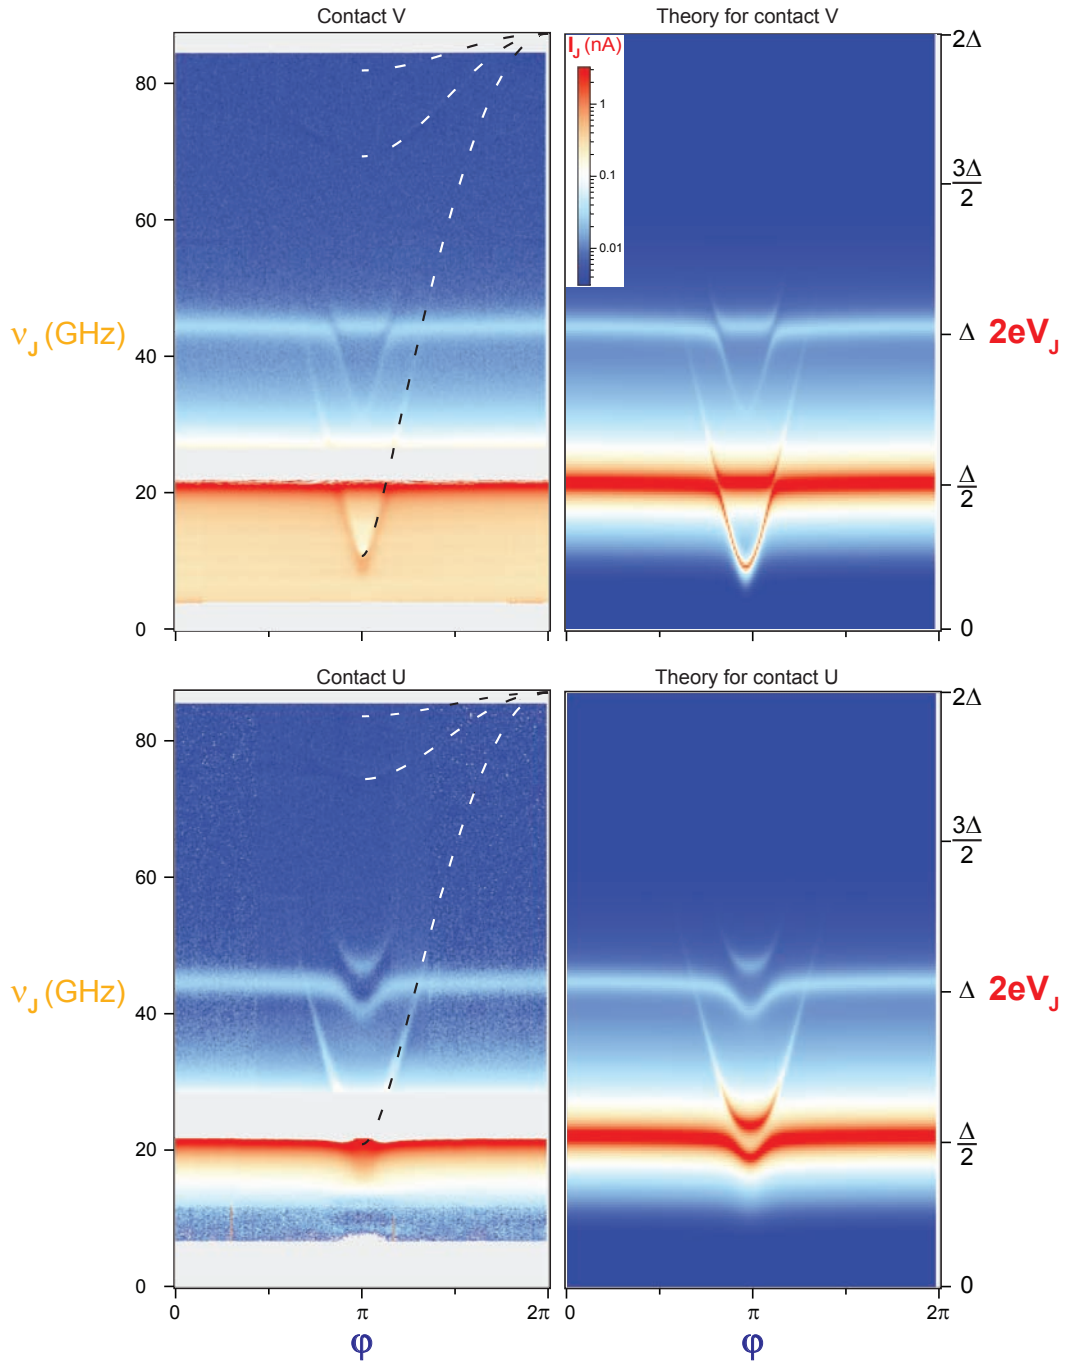 Contact V
Theory for contact V
I_J (nA)
1
0.1
0.01
80
60
40
20
0
ν_J (GHz)
2Δ
3Δ/2
Δ
Δ/2
0
2eV_J
Contact U
Theory for contact U
80
60
40
20
0
ν_J (GHz)
2Δ
3Δ/2
Δ
Δ/2
0
2eV_J
0 π 2π
0 π 2π
φ
φ